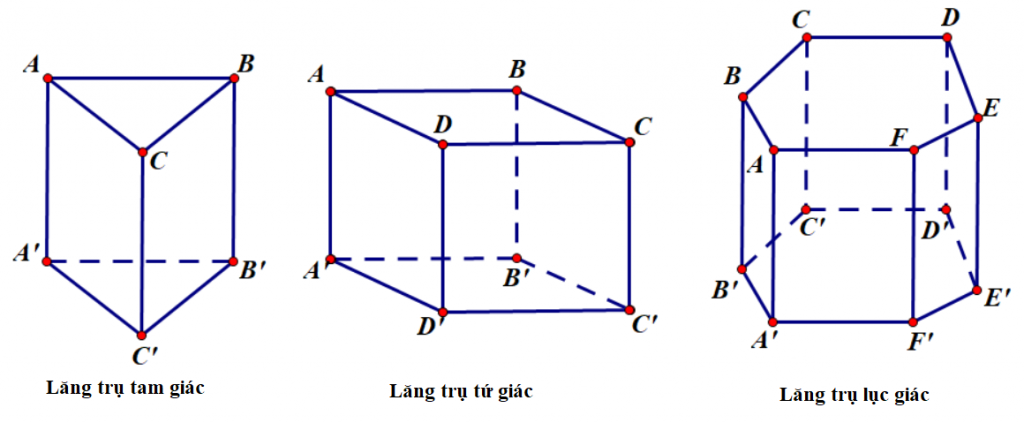 A B
C
A' B'
C'
Lăng trụ tam giác
A B
D C
A' B'
D' C'
Lăng trụ tứ giác
C D
B E
A F
C' D'
B' E'
A' F'
Lăng trụ lục giác